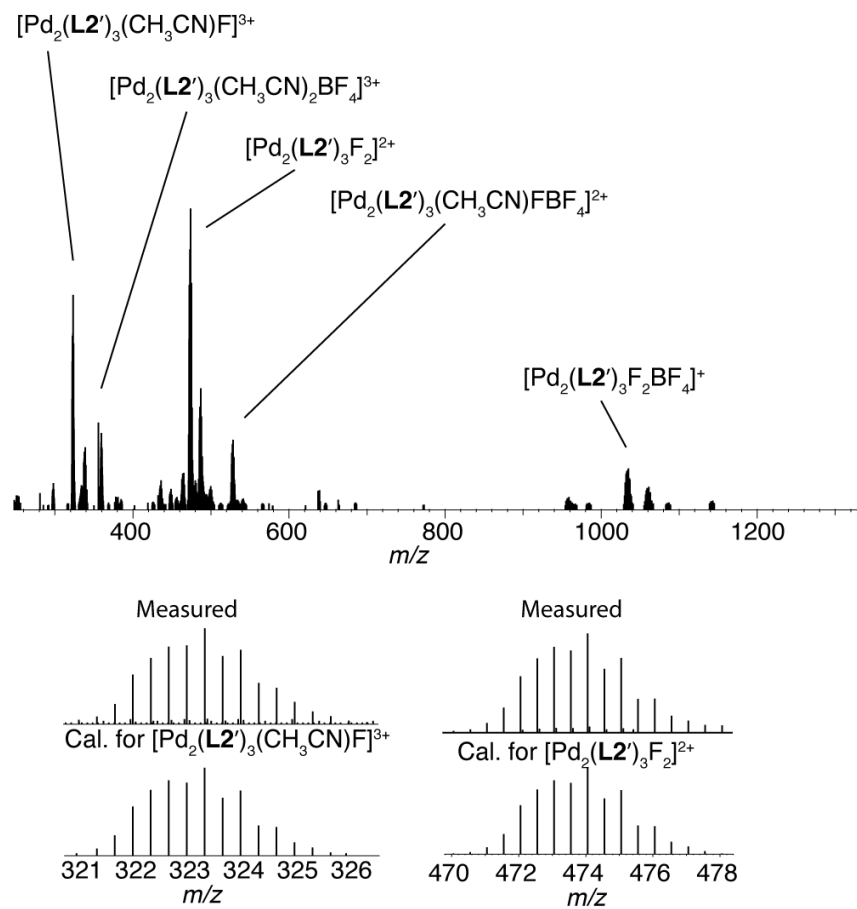 [Pd₂(L2′)₃(CH₃CN)F]³⁺
[Pd₂(L2′)₃(CH₃CN)₂BF₄]³⁺
[Pd₂(L2′)₃F₂]²⁺
[Pd₂(L2′)₃(CH₃CN)FBF₄]²⁺
[Pd₂(L2′)₃F₂BF₄]⁺
400 600 800 1000 1200
m/z
Measured Measured
Cal. for [Pd₂(L2′)₃(CH₃CN)F]³⁺ Cal. for [Pd₂(L2′)₃F₂]²⁺
321 322 323 324 325 326 470 472 474 476 478
m/z m/z